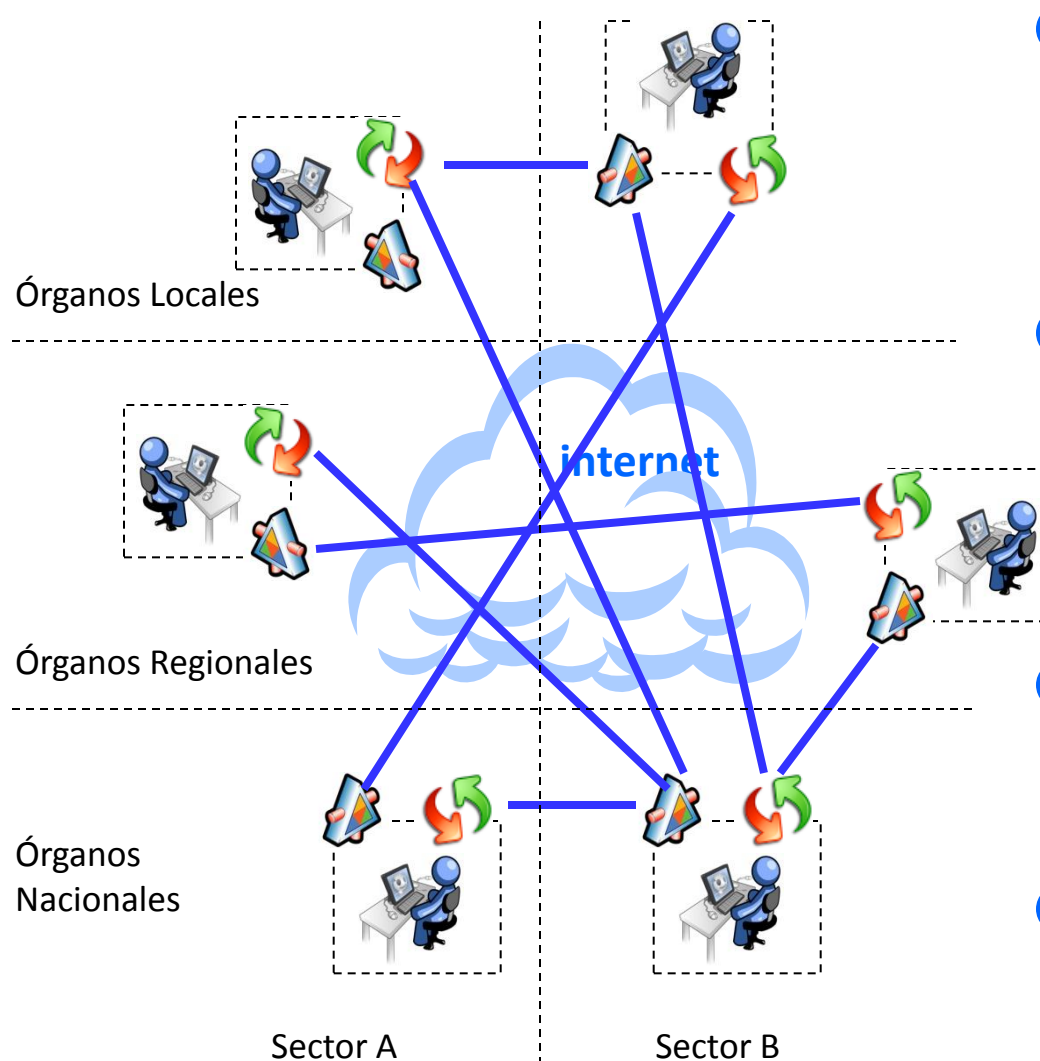 Órganos Locales
internet
Órganos Regionales
Órganos
Nacionales
Sector A
Sector B